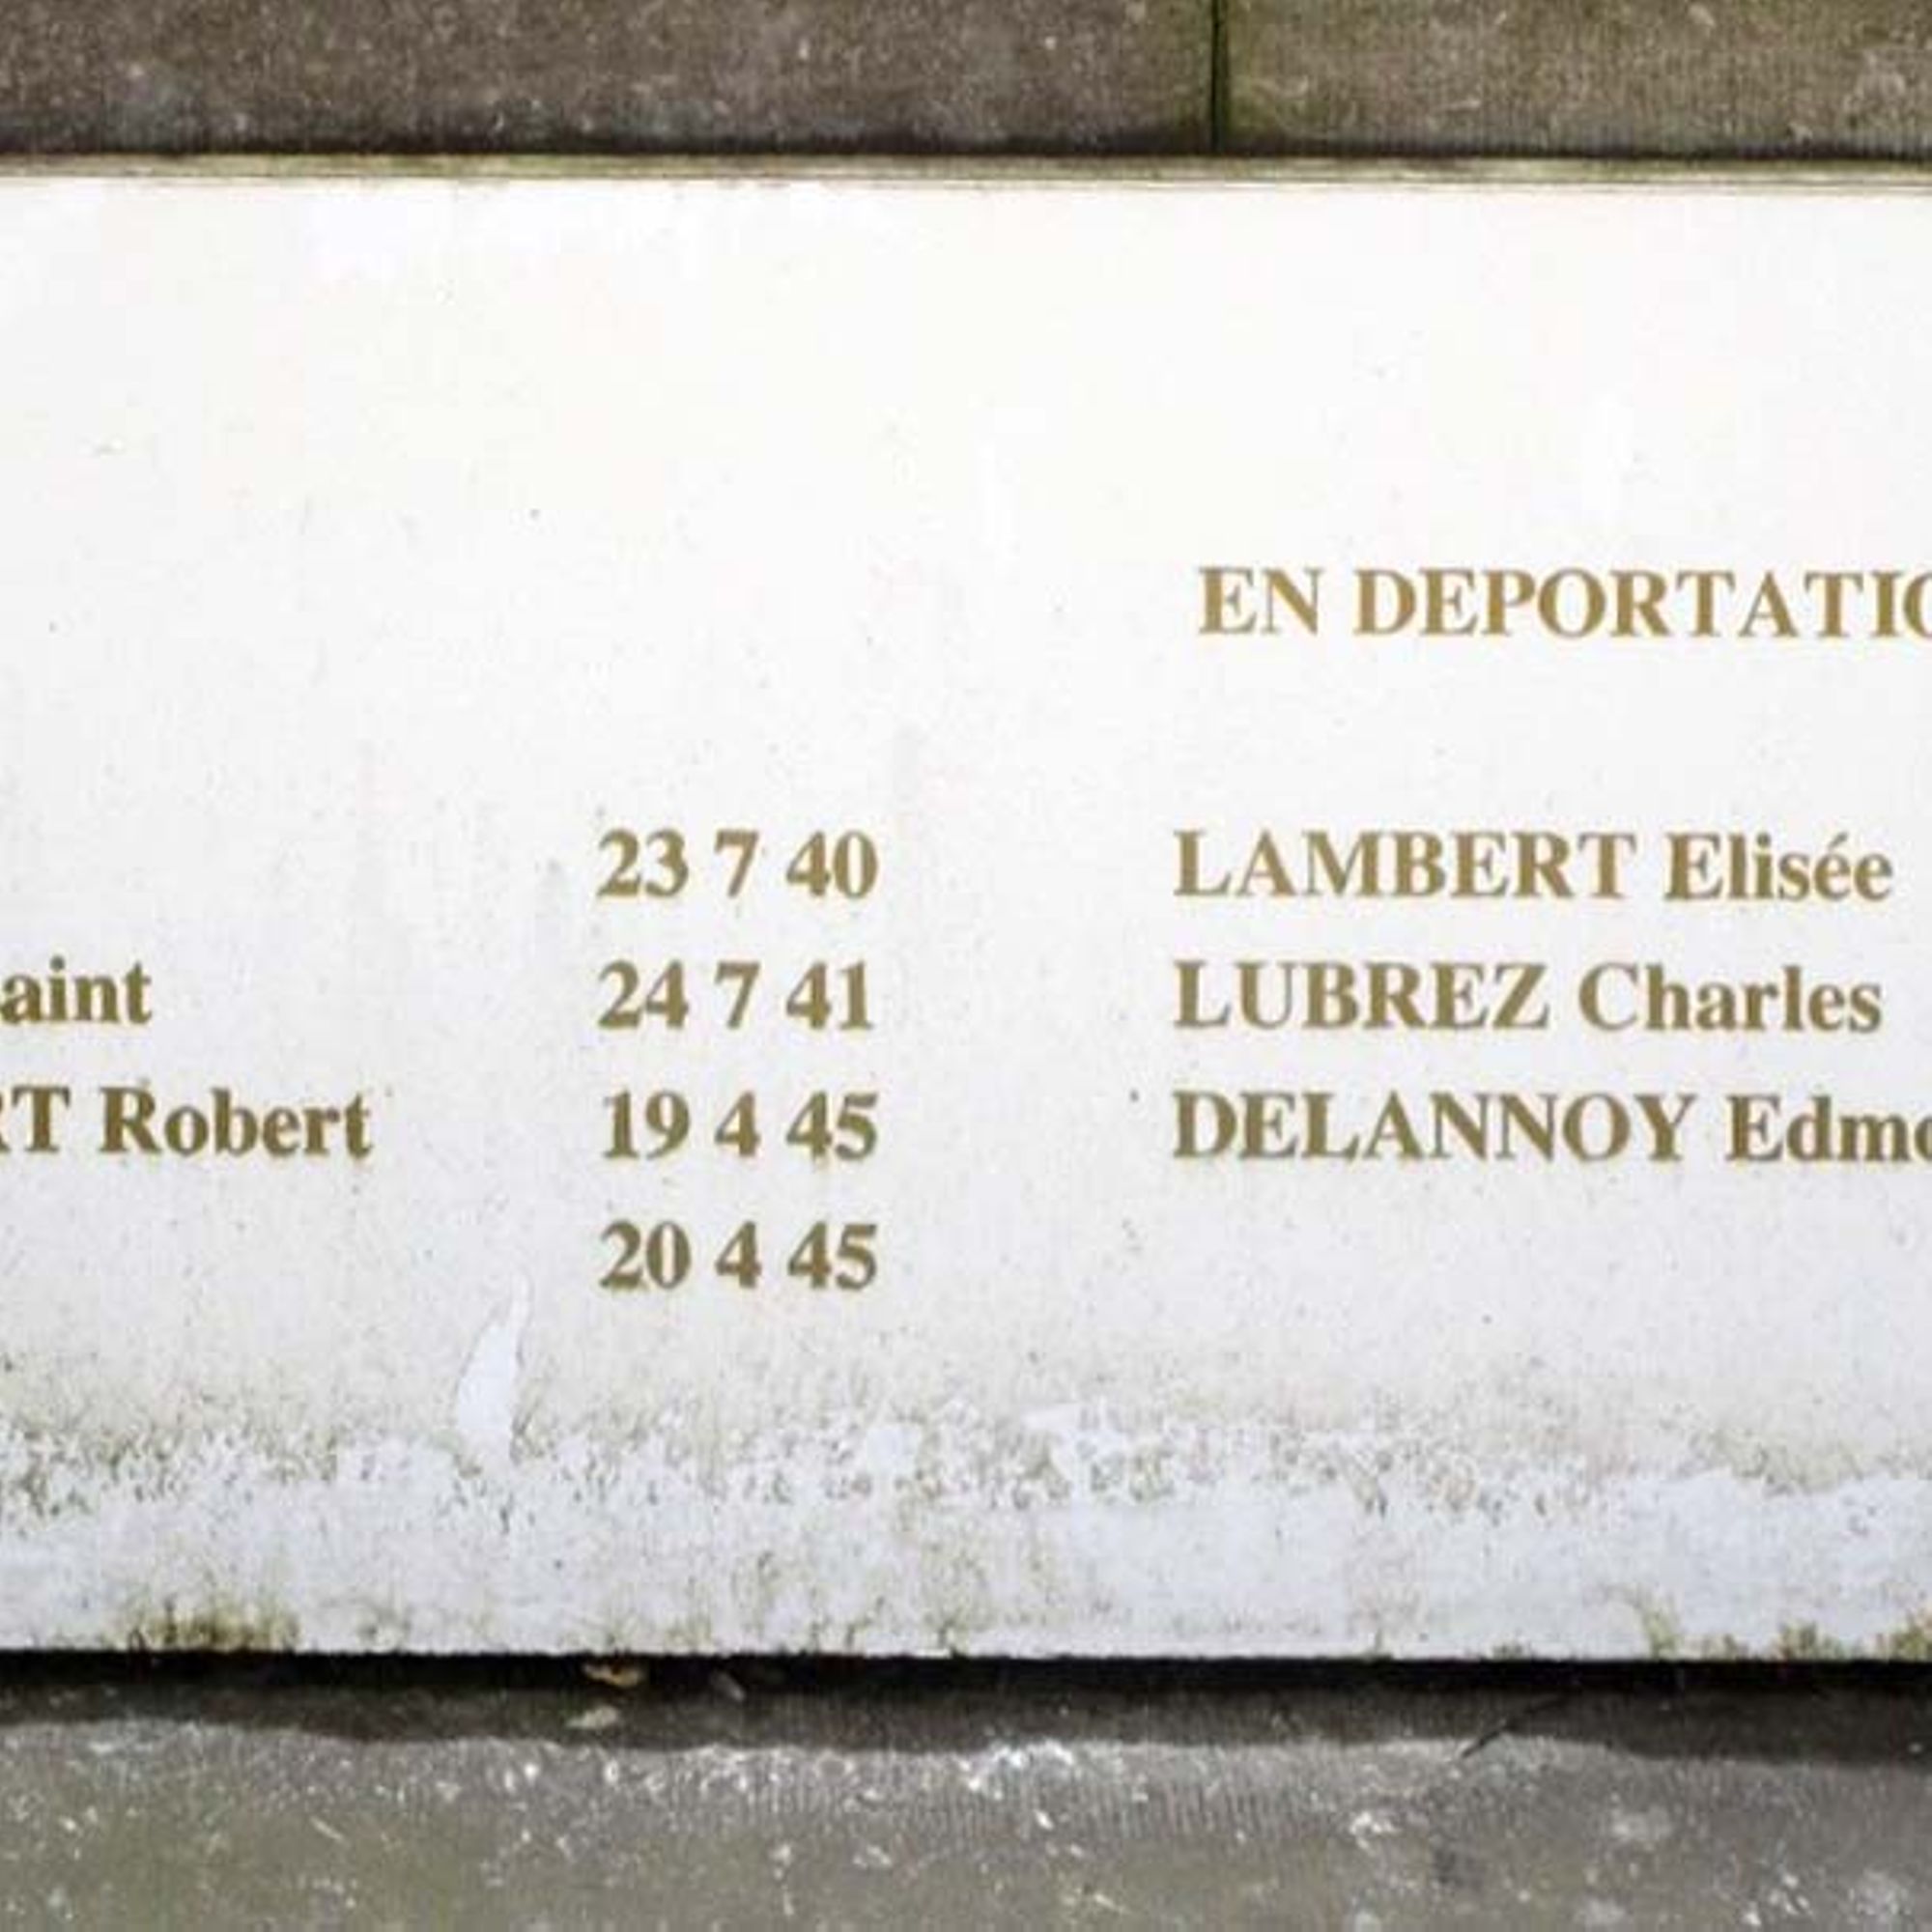 EN DEPORTATIO
23 7 40 LAMBERT Elisée
aint 24 7 41 LUBREZ Charles
RT Robert 19 4 45 DELANNOY Edmo
20 4 45